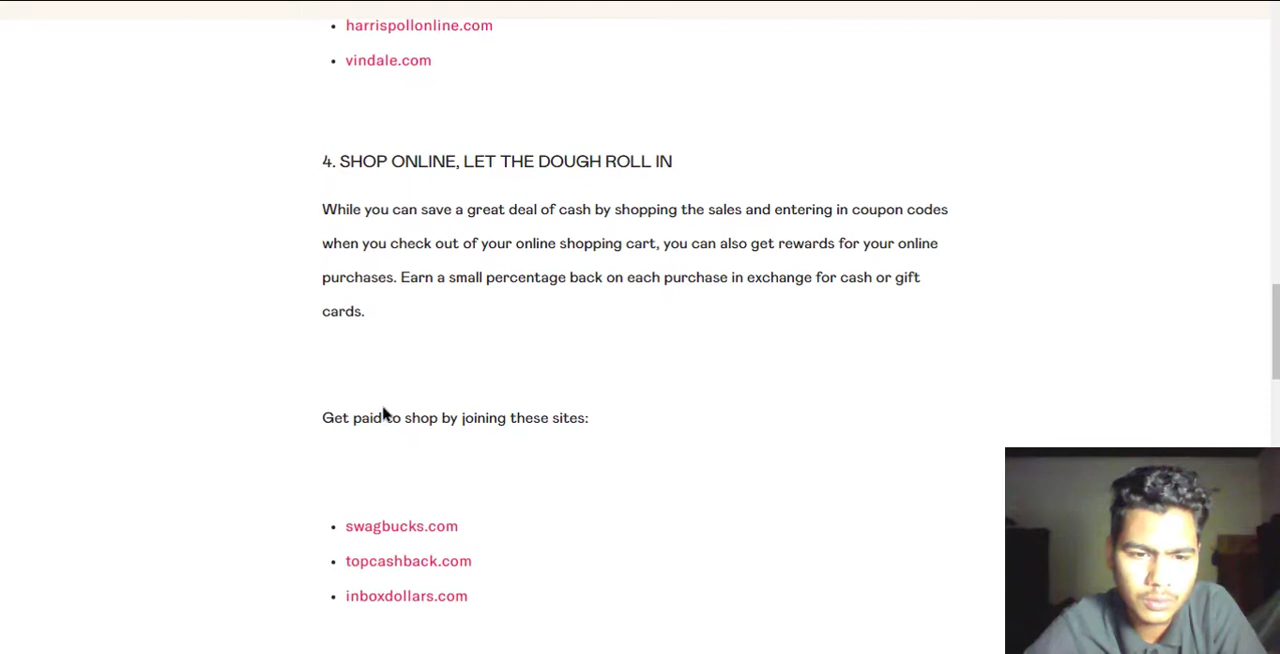 harrispollonline.com
vindale.com
4. SHOP ONLINE, LET THE DOUGH ROLL IN
While you can save a great deal of cash by shopping the sales and entering in coupon codes
when you check out of your online shopping cart, you can also get rewards for your online
purchases. Earn a small percentage back on each purchase in exchange for cash or gift
cards.
Get paid to shop by joining these sites:
swagbucks.com
topcashback.com
inboxdollars.com